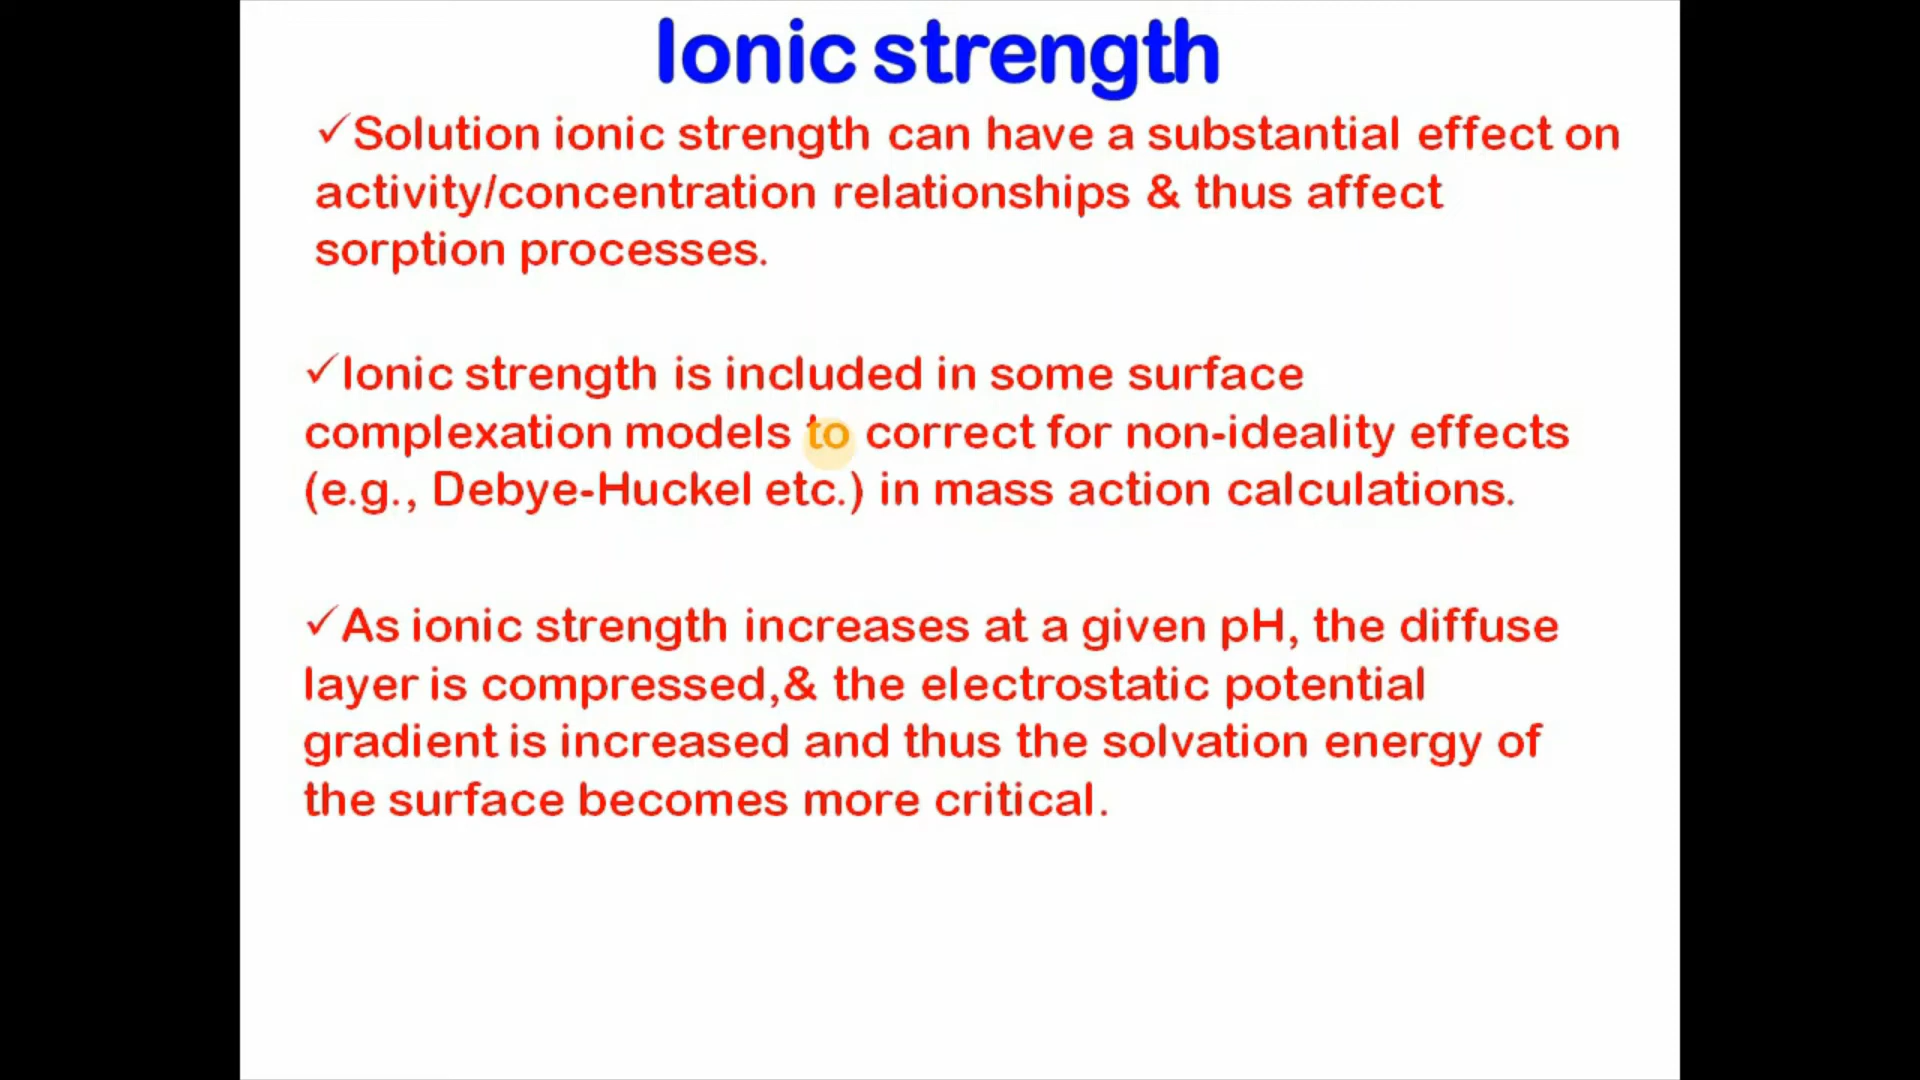 Ionic strength
✓Solution ionic strength can have a substantial effect on
activity/concentration relationships & thus affect
sorption processes.
✓Ionic strength is included in some surface
complexation models to correct for non-ideality effects
(e.g., Debye-Huckel etc.) in mass action calculations.
✓As ionic strength increases at a given pH, the diffuse
layer is compressed,& the electrostatic potential
gradient is increased and thus the solvation energy of
the surface becomes more critical.